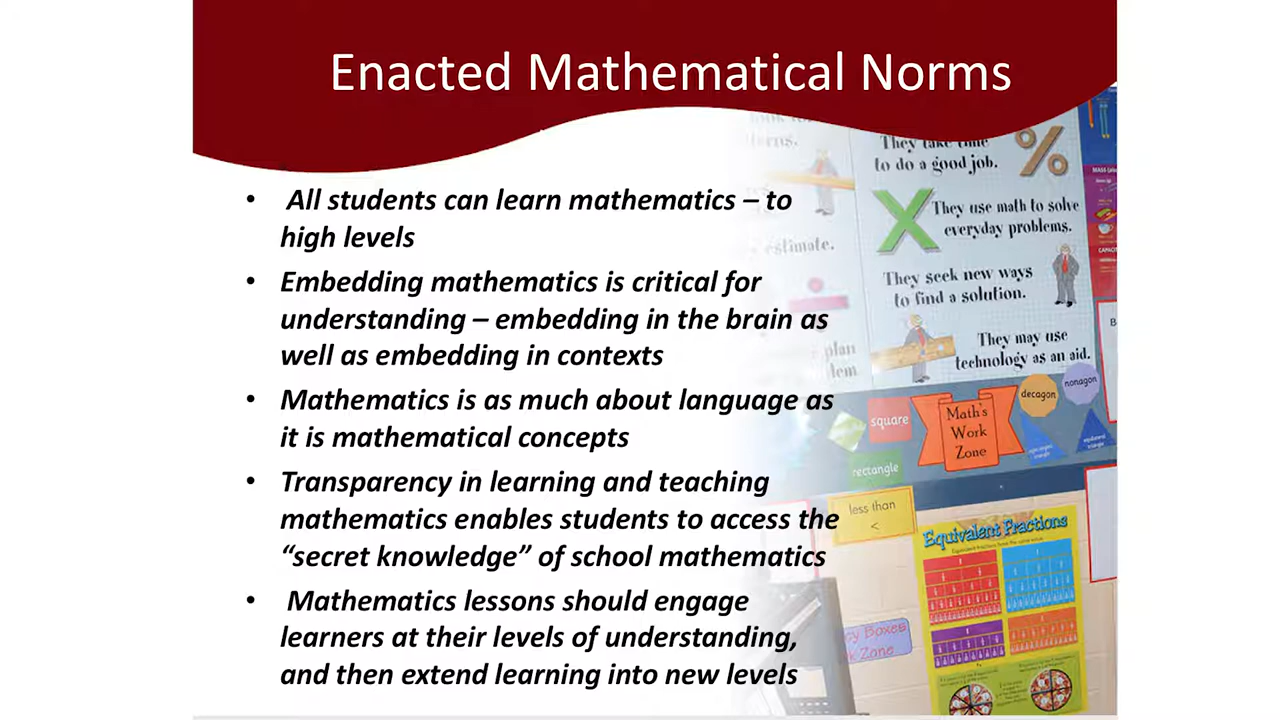 Enacted Mathematical Norms
• All students can learn mathematics – to
high levels
• Embedding mathematics is critical for
understanding – embedding in the brain as
well as embedding in contexts
• Mathematics is as much about language as
it is mathematical concepts
• Transparency in learning and teaching
mathematics enables students to access the
“secret knowledge” of school mathematics
• Mathematics lessons should engage
learners at their levels of understanding,
and then extend learning into new levels
They take time
to do a good job.
%
X
They use math to solve
everyday problems.
estimate.
They seek new ways
to find a solution.
plan
They may use
technology as an aid.
square
Math's
Work
Zone
decagon
nonagon
rectangle
less than
<
Equivalent Fractions
Boxes
Zone